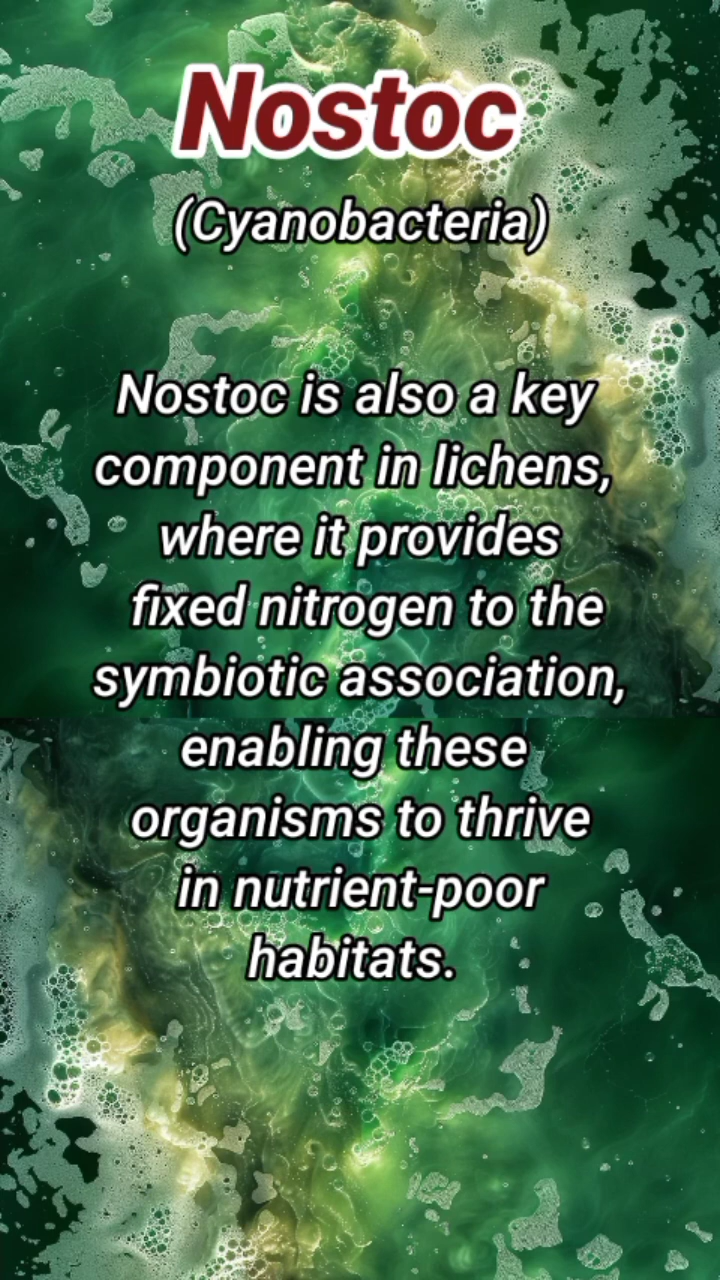 Nostoc
(Cyanobacteria)
Nostoc is also a key
component in lichens,
where it provides
fixed nitrogen to the
symbiotic association,
enabling these
organisms to thrive
in nutrient-poor
habitats.